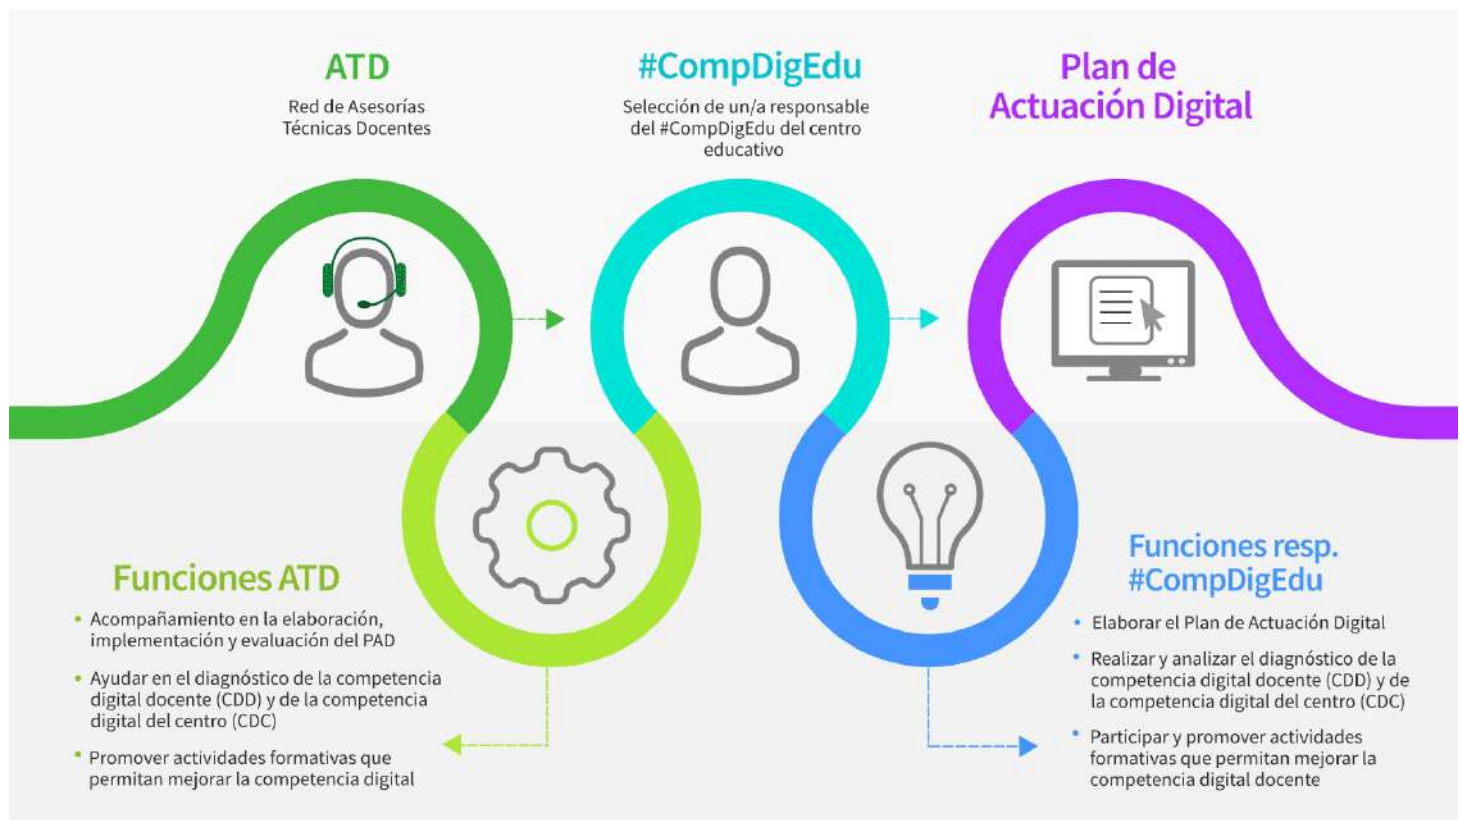 ATD
Red de Asesorías
Técnicas Docentes
#CompDigEdu
Selección de un/a responsable
del #CompDigEdu del centro
educativo
Plan de
Actuación Digital
Funciones ATD
• Acompañamiento en la elaboración,
implementación y evaluación del PAD
• Ayudar en el diagnóstico de la competencia
digital docente (CDD) y de la competencia
digital del centro (CDC)
• Promover actividades formativas que
permitan mejorar la competencia digital
Funciones resp.
#CompDigEdu
• Elaborar el Plan de Actuación Digital
• Realizar y analizar el diagnóstico de la
competencia digital docente (CDD) y de
la competencia digital del centro (CDC)
• Participar y promover actividades
formativas que permitan mejorar la
competencia digital docente